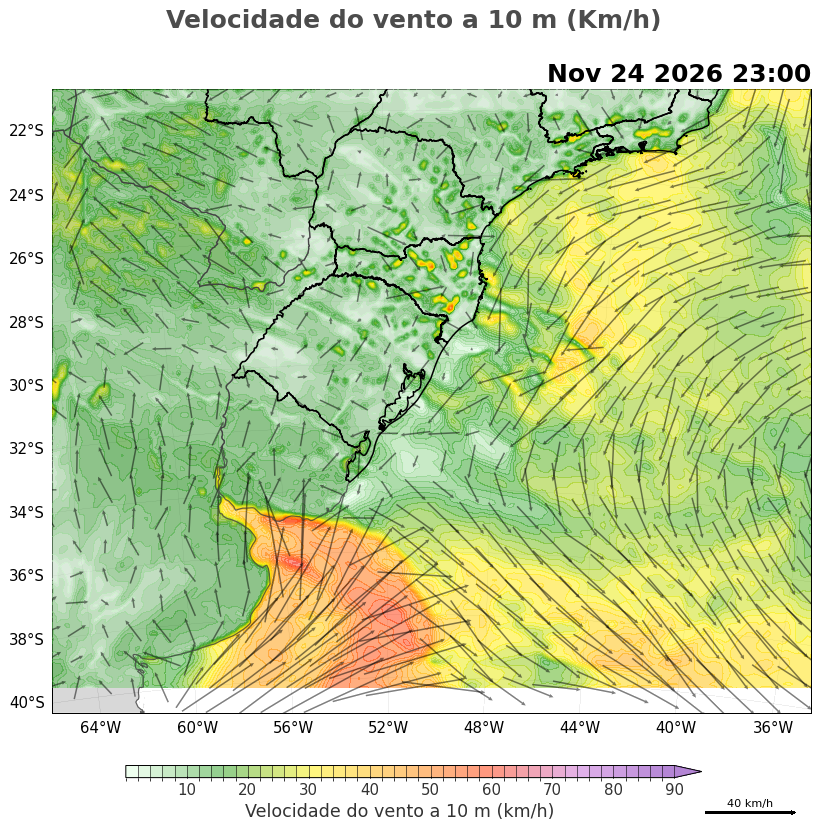 Velocidade do vento a 10 m (Km/h)
Nov 24 2026 23:00
22°S
24°S
26°S
28°S
30°S
32°S
34°S
36°S
38°S
40°S
64°W 60°W 56°W 52°W 48°W 44°W 40°W 36°W
10 20 30 40 50 60 70 80 90
Velocidade do vento a 10 m (km/h)
40 km/h